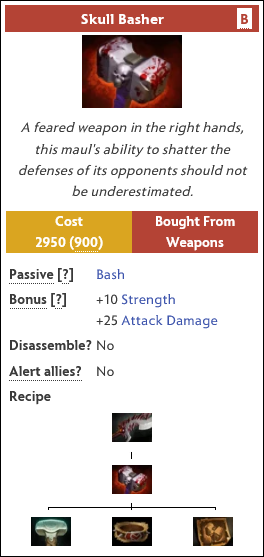 Skull Basher B
A feared weapon in the right hands,
this maul's ability to shatter the
defenses of its opponents should not
be underestimated.
Cost Bought From
2950 (900) Weapons
Passive [?] Bash
Bonus [?] +10 Strength
+25 Attack Damage
Disassemble? No
Alert allies? No
Recipe